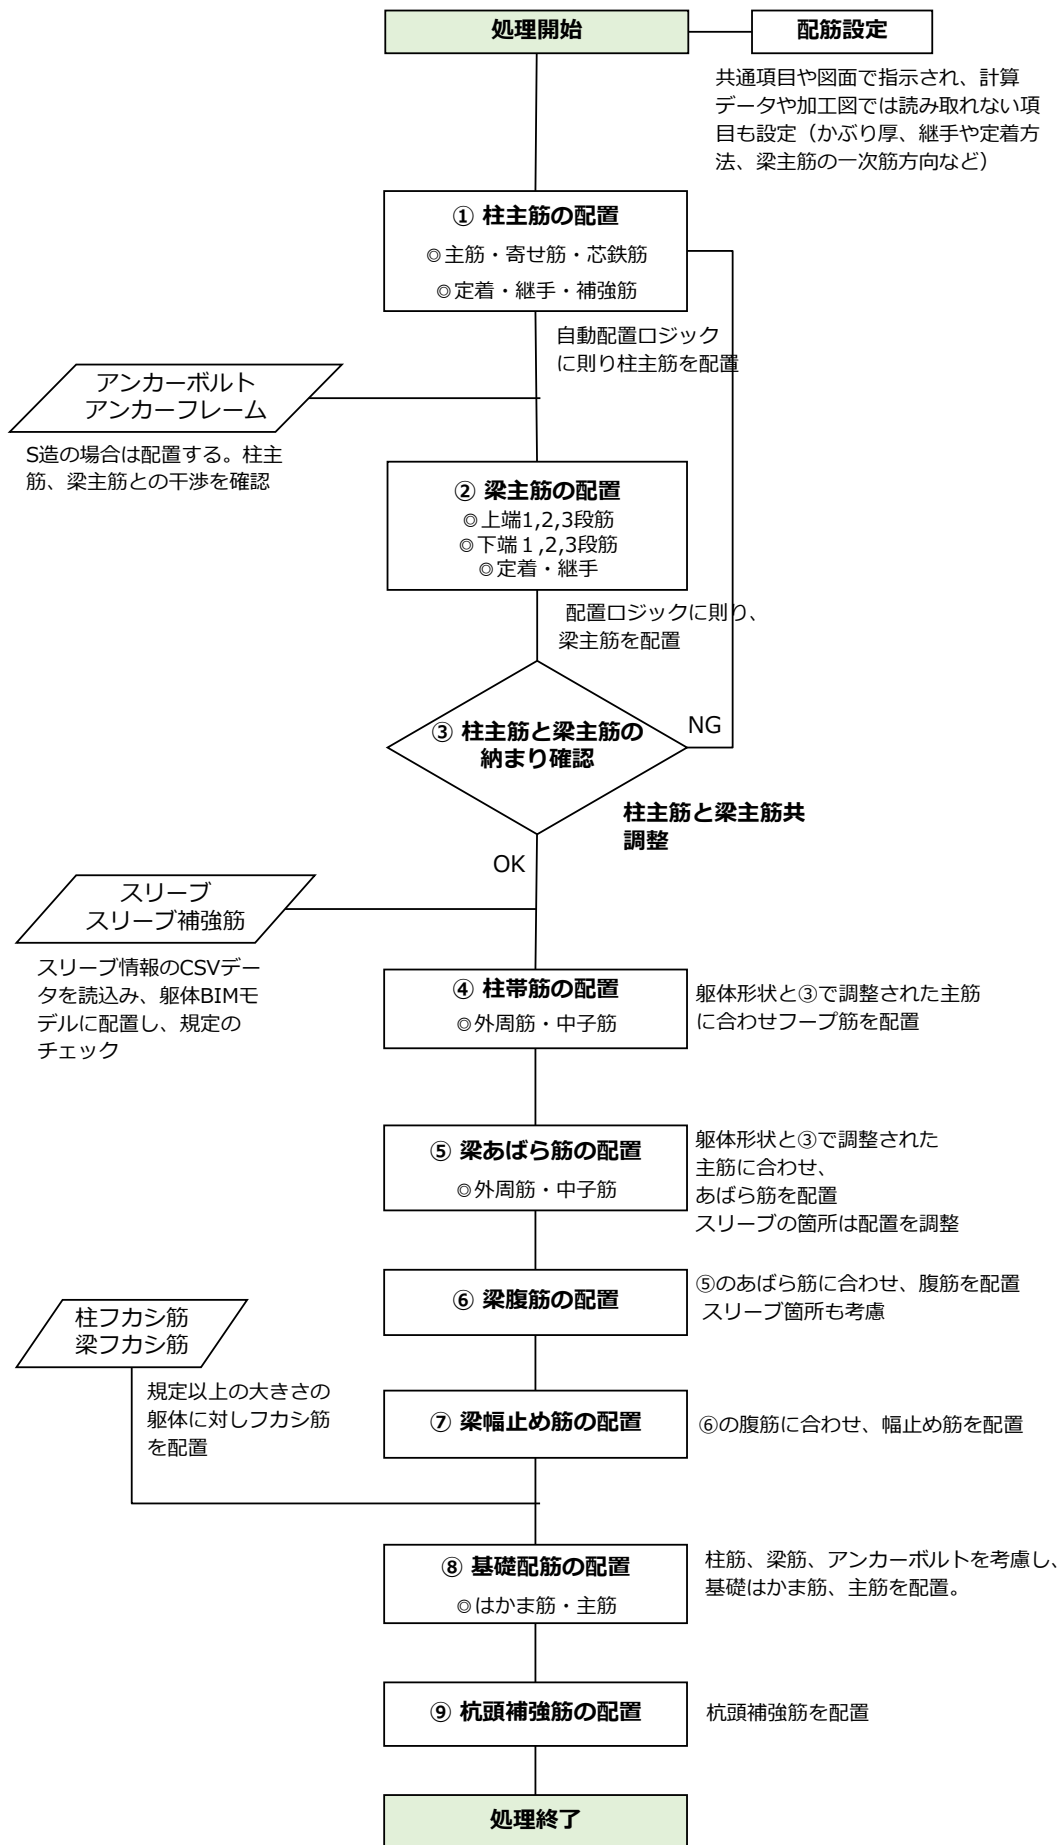 処理開始
配筋設定
共通項目や図面で指示され、計算
データや加工図では読み取れない項
目も設定（かぶり厚、継手や定着方
法、梁主筋の一次筋方向など）
① 柱主筋の配置
◎主筋・寄せ筋・芯鉄筋
◎定着・継手・補強筋
自動配置ロジック
に則り柱主筋を配置
アンカーボルト
アンカーフレーム
S造の場合は配置する。柱主
筋、梁主筋との干渉を確認
② 梁主筋の配置
◎上端1,2,3段筋
◎下端１,2,3段筋
◎定着・継手
配置ロジックに則り、
梁主筋を配置
③ 柱主筋と梁主筋の
納まり確認
NG
柱主筋と梁主筋共
調整
OK
スリーブ
スリーブ補強筋
スリーブ情報のCSVデー
タを読込み、躯体BIMモ
デルに配置し、規定の
チェック
④ 柱帯筋の配置
◎外周筋・中子筋
躯体形状と③で調整された主筋
に合わせフープ筋を配置
⑤ 梁あばら筋の配置
◎外周筋・中子筋
躯体形状と③で調整された
主筋に合わせ、
あばら筋を配置
スリーブの箇所は配置を調整
⑥ 梁腹筋の配置
⑤のあばら筋に合わせ、腹筋を配置
スリーブ箇所も考慮
柱フカシ筋
梁フカシ筋
規定以上の大きさの
躯体に対しフカシ筋
を配置
⑦ 梁幅止め筋の配置
⑥の腹筋に合わせ、幅止め筋を配置
⑧ 基礎配筋の配置
◎はかま筋・主筋
柱筋、梁筋、アンカーボルトを考慮し、
基礎はかま筋、主筋を配置。
⑨ 杭頭補強筋の配置
杭頭補強筋を配置
処理終了